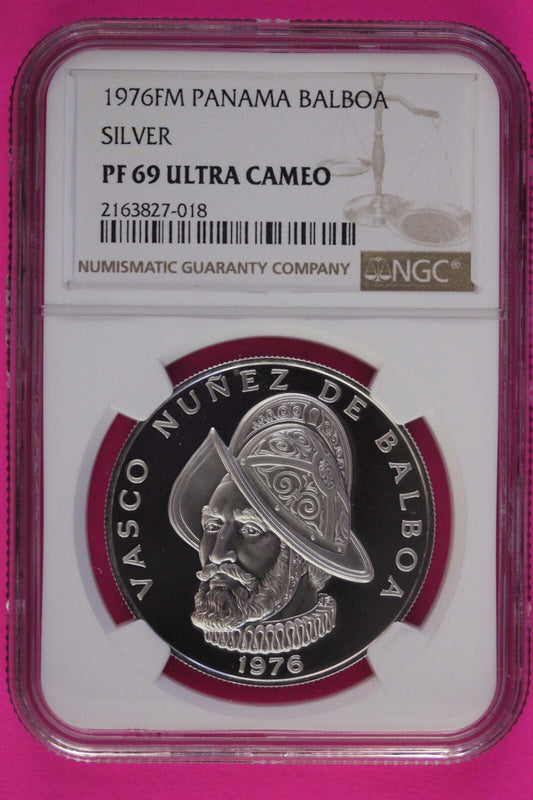 1976FM PANAMA BALBOA
SILVER
PF 69 ULTRA CAMEO
2163827-018
NUMISMATIC GUARANTY COMPANY NGC®
VASCO NUÑEZ DE BALBOA
1976